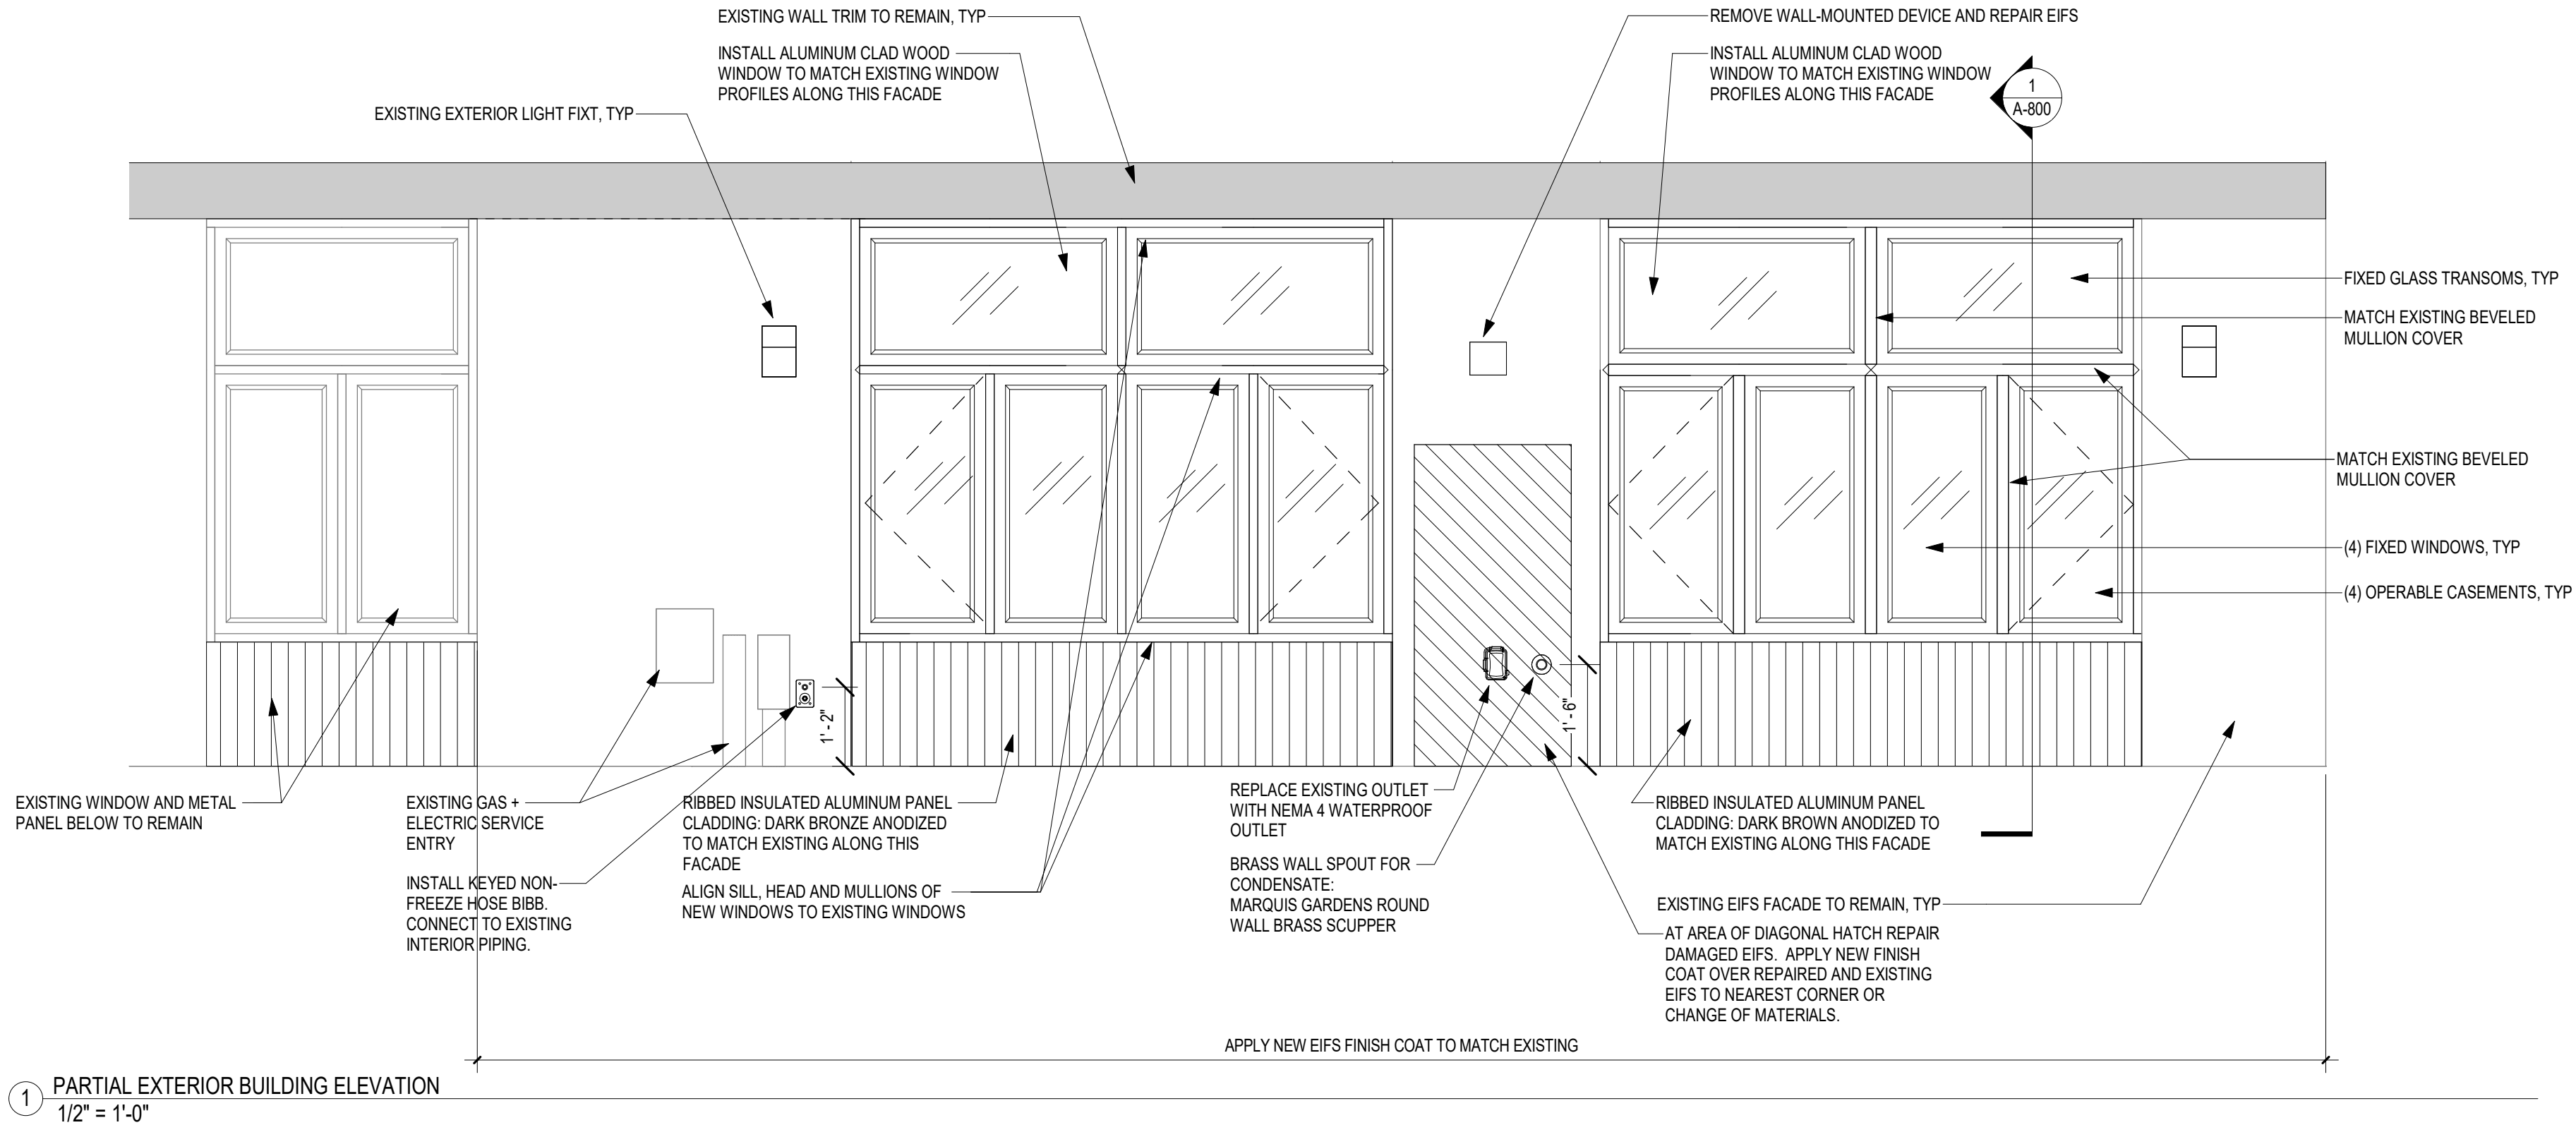 EXISTING WALL TRIM TO REMAIN, TYP
INSTALL ALUMINUM CLAD WOOD
WINDOW TO MATCH EXISTING WINDOW
PROFILES ALONG THIS FACADE
EXISTING EXTERIOR LIGHT FIXT, TYP
REMOVE WALL-MOUNTED DEVICE AND REPAIR EIFS
INSTALL ALUMINUM CLAD WOOD
WINDOW TO MATCH EXISTING WINDOW
PROFILES ALONG THIS FACADE
1
A-800
FIXED GLASS TRANSOMS, TYP
MATCH EXISTING BEVELED
MULLION COVER
MATCH EXISTING BEVELED
MULLION COVER
(4) FIXED WINDOWS, TYP
(4) OPERABLE CASEMENTS, TYP
1' - 2"
1' - 6"
EXISTING WINDOW AND METAL
PANEL BELOW TO REMAIN
EXISTING GAS +
ELECTRIC SERVICE
ENTRY
INSTALL KEYED NON-
FREEZE HOSE BIBB.
CONNECT TO EXISTING
INTERIOR PIPING.
RIBBED INSULATED ALUMINUM PANEL
CLADDING: DARK BRONZE ANODIZED
TO MATCH EXISTING ALONG THIS
FACADE
ALIGN SILL, HEAD AND MULLIONS OF
NEW WINDOWS TO EXISTING WINDOWS
REPLACE EXISTING OUTLET
WITH NEMA 4 WATERPROOF
OUTLET
BRASS WALL SPOUT FOR
CONDENSATE:
MARQUIS GARDENS ROUND
WALL BRASS SCUPPER
RIBBED INSULATED ALUMINUM PANEL
CLADDING: DARK BROWN ANODIZED TO
MATCH EXISTING ALONG THIS FACADE
EXISTING EIFS FACADE TO REMAIN, TYP
AT AREA OF DIAGONAL HATCH REPAIR
DAMAGED EIFS. APPLY NEW FINISH
COAT OVER REPAIRED AND EXISTING
EIFS TO NEAREST CORNER OR
CHANGE OF MATERIALS.
APPLY NEW EIFS FINISH COAT TO MATCH EXISTING
1
PARTIAL EXTERIOR BUILDING ELEVATION
1/2" = 1'-0"